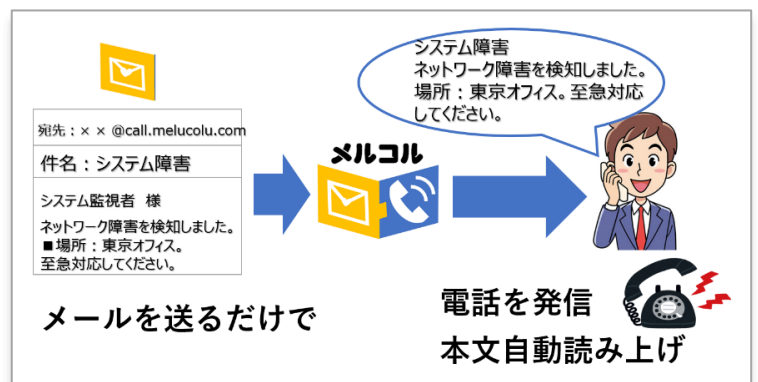 宛先：×× @call.melucolu.com
件名：システム障害
システム監視者 様
ネットワーク障害を検知しました。
■場所：東京オフィス。
至急対応してください。
メールを送るだけで
メルコル
システム障害
ネットワーク障害を検知しました。
場所：東京オフィス。至急対応
してください。
電話を発信
本文自動読み上げ